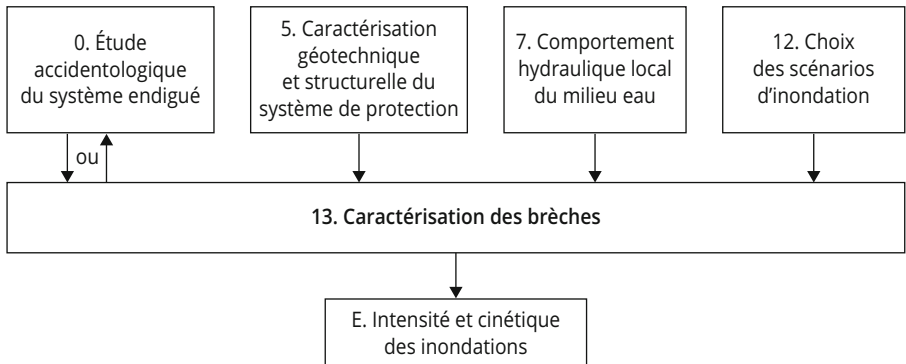 0. Étude
accidentologique
du système endigué
5. Caractérisation
géotechnique
et structurelle du
système de protection
7. Comportement
hydraulique local
du milieu eau
12. Choix
des scénarios
d’inondation
ou
13. Caractérisation des brèches
E. Intensité et cinétique
des inondations